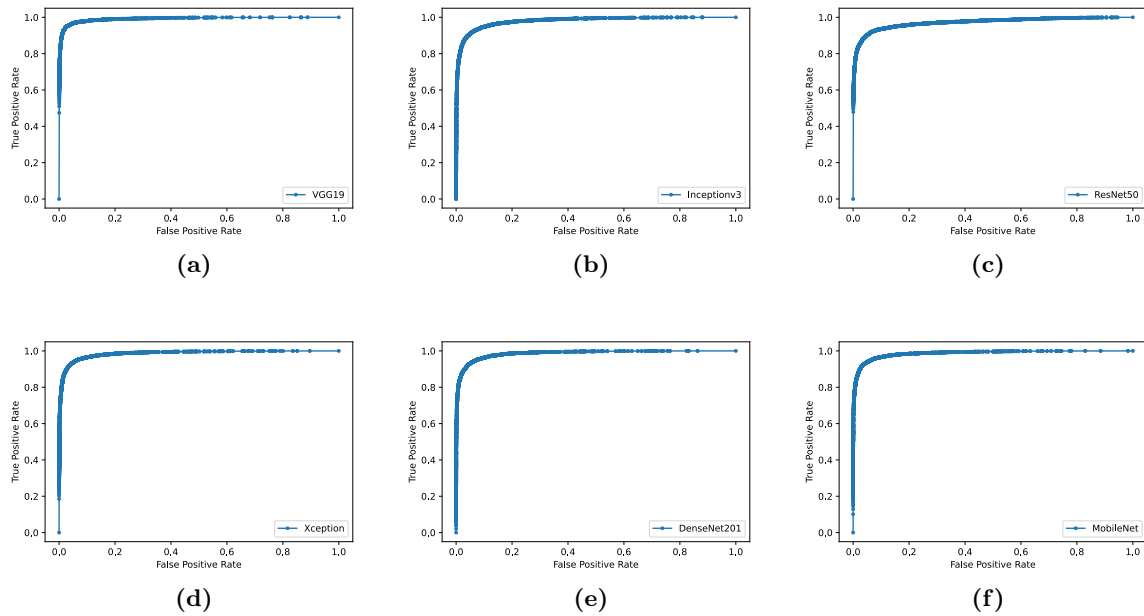 1.0
0.8
0.6
0.4
0.2
0.0
True Positive Rate
VGG19
0.0 0.2 0.4 0.6 0.8 1.0
False Positive Rate
(a)
1.0
0.8
0.6
0.4
0.2
0.0
True Positive Rate
Inceptionv3
0.0 0.2 0.4 0.6 0.8 1.0
False Positive Rate
(b)
1.0
0.8
0.6
0.4
0.2
0.0
True Positive Rate
ResNet50
0.0 0.2 0.4 0.6 0.8 1.0
False Positive Rate
(c)
1.0
0.8
0.6
0.4
0.2
0.0
True Positive Rate
Xception
0.0 0.2 0.4 0.6 0.8 1.0
False Positive Rate
(d)
1.0
0.8
0.6
0.4
0.2
0.0
True Positive Rate
DenseNet201
0.0 0.2 0.4 0.6 0.8 1.0
False Positive Rate
(e)
1.0
0.8
0.6
0.4
0.2
0.0
True Positive Rate
MobileNet
0.0 0.2 0.4 0.6 0.8 1.0
False Positive Rate
(f)